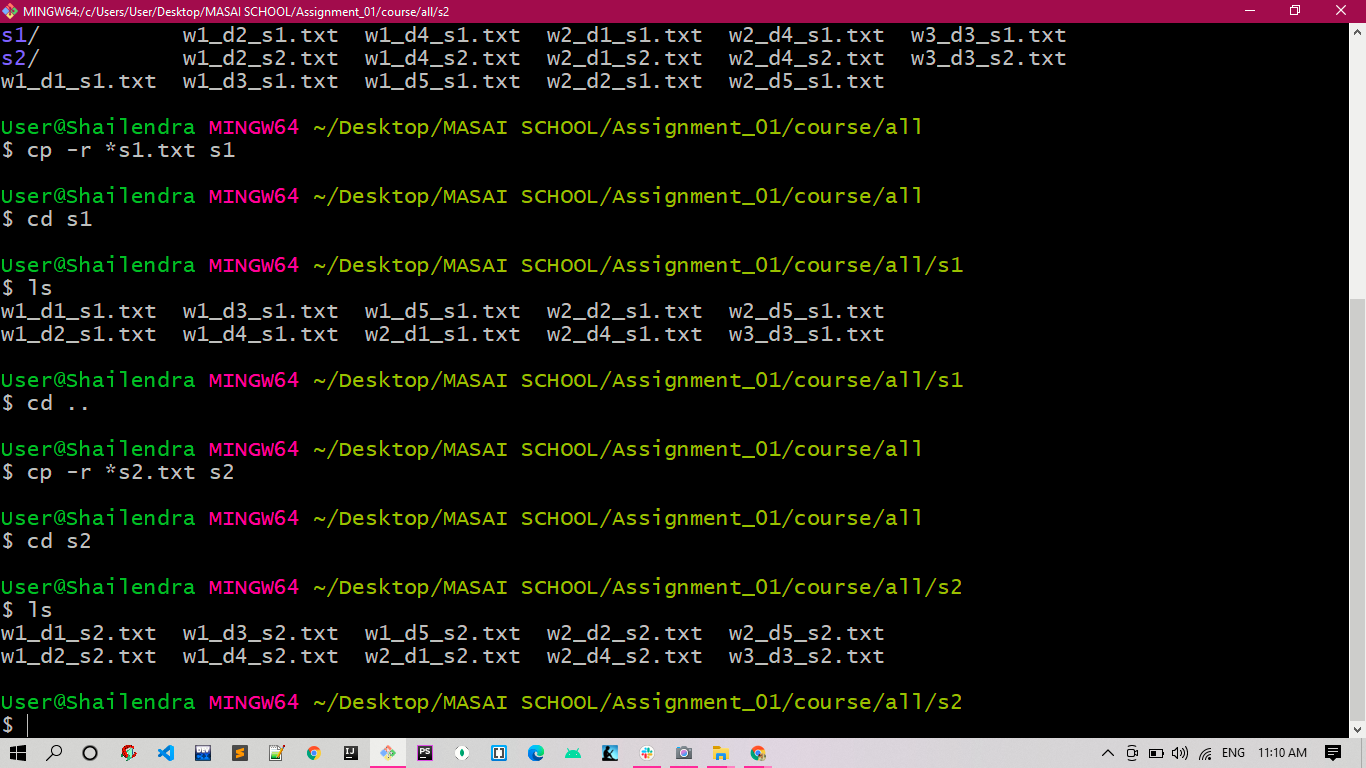 MINGW64:/c/Users/User/Desktop/MASAI SCHOOL/Assignment_01/course/all/s2
s1/ w1_d2_s1.txt w1_d4_s1.txt w2_d1_s1.txt w2_d4_s1.txt w3_d3_s1.txt
s2/ w1_d2_s2.txt w1_d4_s2.txt w2_d1_s2.txt w2_d4_s2.txt w3_d3_s2.txt
w1_d1_s1.txt w1_d3_s1.txt w1_d5_s1.txt w2_d2_s1.txt w2_d5_s1.txt
User@Shailendra MINGW64 ~/Desktop/MASAI SCHOOL/Assignment_01/course/all
$ cp -r *s1.txt s1
User@Shailendra MINGW64 ~/Desktop/MASAI SCHOOL/Assignment_01/course/all
$ cd s1
User@Shailendra MINGW64 ~/Desktop/MASAI SCHOOL/Assignment_01/course/all/s1
$ ls
w1_d1_s1.txt w1_d3_s1.txt w1_d5_s1.txt w2_d2_s1.txt w2_d5_s1.txt
w1_d2_s1.txt w1_d4_s1.txt w2_d1_s1.txt w2_d4_s1.txt w3_d3_s1.txt
User@Shailendra MINGW64 ~/Desktop/MASAI SCHOOL/Assignment_01/course/all/s1
$ cd ..
User@Shailendra MINGW64 ~/Desktop/MASAI SCHOOL/Assignment_01/course/all
$ cp -r *s2.txt s2
User@Shailendra MINGW64 ~/Desktop/MASAI SCHOOL/Assignment_01/course/all
$ cd s2
User@Shailendra MINGW64 ~/Desktop/MASAI SCHOOL/Assignment_01/course/all/s2
$ ls
w1_d1_s2.txt w1_d3_s2.txt w1_d5_s2.txt w2_d2_s2.txt w2_d5_s2.txt
w1_d2_s2.txt w1_d4_s2.txt w2_d1_s2.txt w2_d4_s2.txt w3_d3_s2.txt
User@Shailendra MINGW64 ~/Desktop/MASAI SCHOOL/Assignment_01/course/all/s2
$
ENG 11:10 AM